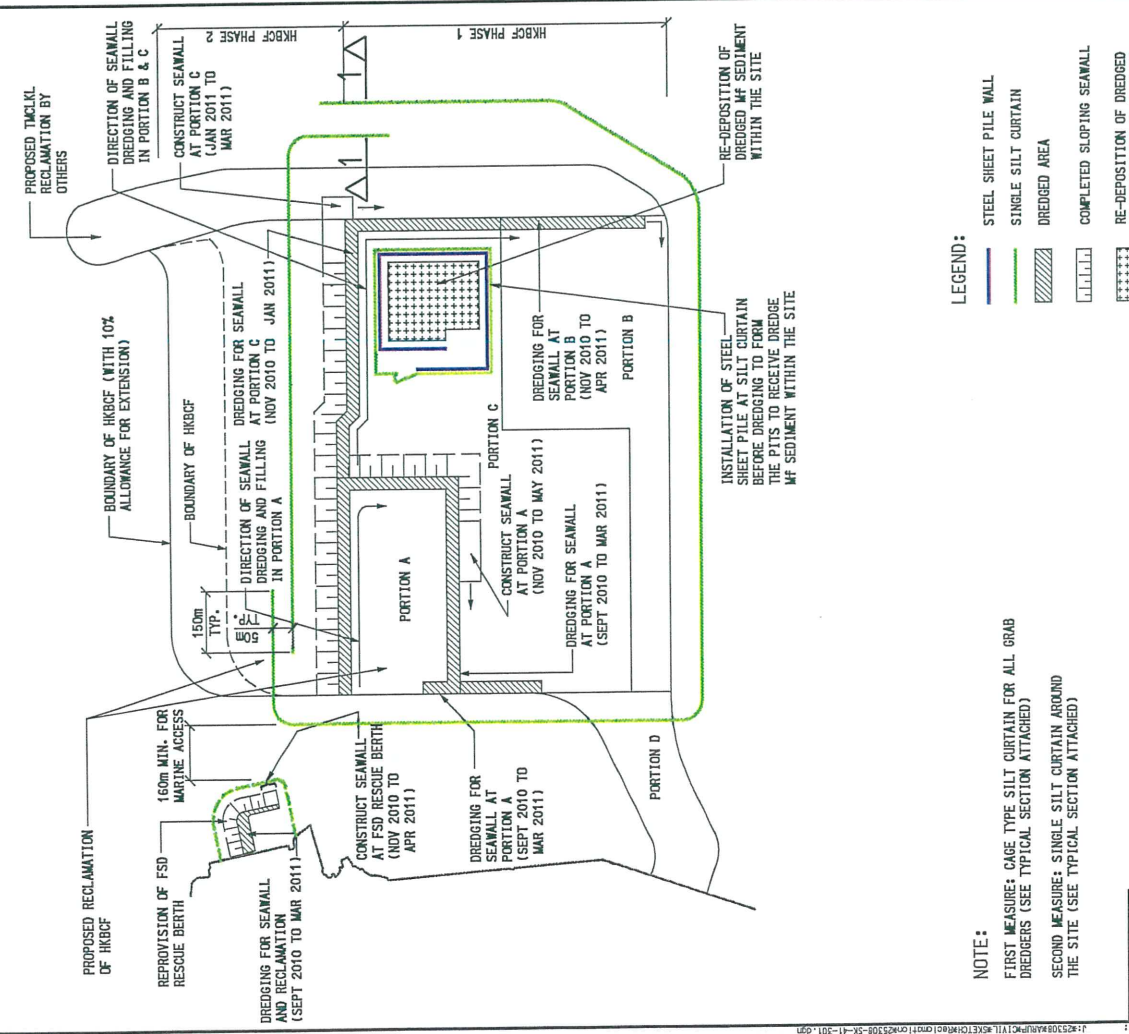 PROPOSED TMCLKL
RECLAMATION BY
OTHERS
DIRECTION OF SEAWALL
DREDGING AND FILLING
IN PORTION B & C
HKBCF PHASE 2
CONSTRUCT SEAWALL
AT PORTION C
(JAN 2011 TO
MAR 2011)
HKBCF PHASE 1
1
1
RE-DEPOSITION OF
DREDGED Mf SEDIMENT
WITHIN THE SITE
BOUNDARY OF HKBCF (WITH 10%
ALLOWANCE FOR EXTENSION)
BOUNDARY OF HKBCF
DREDGING FOR SEAWALL
AT PORTION C
(NOV 2010 TO JAN 2011)
DIRECTION OF SEAWALL
DREDGING AND FILLING
IN PORTION A
150m
TYP.
50m
TYP.
DREDGING FOR
SEAWALL AT
PORTION B
(NOV 2010 TO
APR 2011)
PORTION B
PORTION C
INSTALLATION OF STEEL
SHEET PILE AT SILT CURTAIN
BEFORE DREDGING TO FORM
THE PITS TO RECEIVE DREDGE
Mf SEDIMENT WITHIN THE SITE
PORTION A
CONSTRUCT SEAWALL
AT PORTION A
(NOV 2010 TO MAY 2011)
DREDGING FOR SEAWALL
AT PORTION A
(SEPT 2010 TO MAR 2011)
PROPOSED RECLAMATION
OF HKBCF
REPROVISION OF FSD
RESCUE BERTH
160m MIN. FOR
MARINE ACCESS
DREDGING FOR SEAWALL
AND RECLAMATION
(SEPT 2010 TO MAR 2011)
CONSTRUCT SEAWALL
AT FSD RESCUE BERTH
(NOV 2010 TO
APR 2011)
DREDGING FOR
SEAWALL AT
PORTION A
(SEPT 2010 TO
MAR 2011)
PORTION D
LEGEND:
STEEL SHEET PILE WALL
SINGLE SILT CURTAIN
DREDGED AREA
COMPLETED SLOPING SEAWALL
RE-DEPOSITION OF DREDGED
NOTE:
FIRST MEASURE: CAGE TYPE SILT CURTAIN FOR ALL GRAB
DREDGERS (SEE TYPICAL SECTION ATTACHED)
SECOND MEASURE: SINGLE SILT CURTAIN AROUND
THE SITE (SEE TYPICAL SECTION ATTACHED)